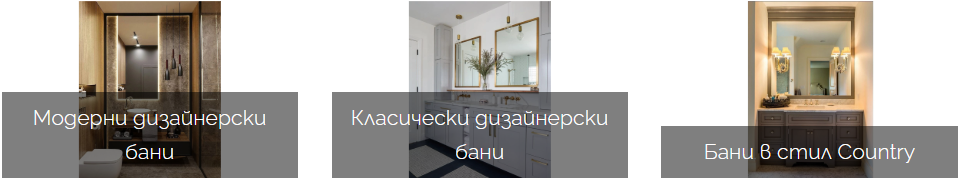 Модерни дизайнерски
бани
Класически дизайнерски
бани
Бани в стил Country